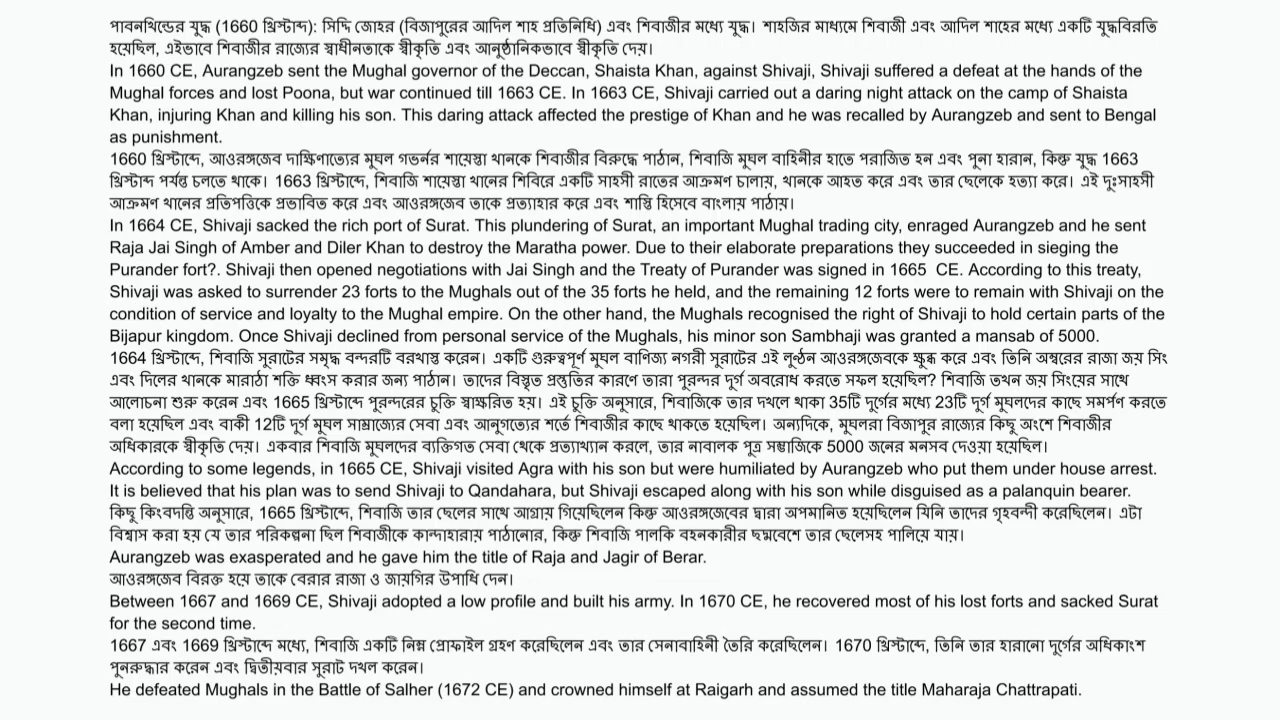 পাবনখিন্ডের যুদ্ধ (1660 খ্রিস্টাব্দ): সিদ্দি জোহর (বিজাপুরের আদিল শাহ প্রতিনিধি) এবং শিবাজীর মধ্যে যুদ্ধ। শাহজির মাধ্যমে শিবাজী এবং আদিল শাহের মধ্যে একটি যুদ্ধবিরতি
হয়েছিল, এইভাবে শিবাজীর রাজ্যের স্বাধীনতাকে স্বীকৃতি এবং আনুষ্ঠানিকভাবে স্বীকৃতি দেয়।
In 1660 CE, Aurangzeb sent the Mughal governor of the Deccan, Shaista Khan, against Shivaji, Shivaji suffered a defeat at the hands of the
Mughal forces and lost Poona, but war continued till 1663 CE. In 1663 CE, Shivaji carried out a daring night attack on the camp of Shaista
Khan, injuring Khan and killing his son. This daring attack affected the prestige of Khan and he was recalled by Aurangzeb and sent to Bengal
as punishment.
1660 খ্রিস্টাব্দে, আওরঙ্গজেব দাক্ষিণাত্যের মুঘল গভর্নর শায়েস্তা খানকে শিবাজীর বিরুদ্ধে পাঠান, শিবাজি মুঘল বাহিনীর হাতে পরাজিত হন এবং পুনা হারান, কিন্তু যুদ্ধ 1663
খ্রিস্টাব্দ পর্যন্ত চলতে থাকে। 1663 খ্রিস্টাব্দে, শিবাজি শায়েস্তা খানের শিবিরে একটি সাহসী রাতের আক্রমণ চালায়, খানকে আহত করে এবং তার ছেলেকে হত্যা করে। এই দুঃসাহসী
আক্রমণ খানের প্রতিপত্তিকে প্রভাবিত করে এবং আওরঙ্গজেব তাকে প্রত্যাহার করে এবং শাস্তি হিসেবে বাংলায় পাঠায়।
In 1664 CE, Shivaji sacked the rich port of Surat. This plundering of Surat, an important Mughal trading city, enraged Aurangzeb and he sent
Raja Jai Singh of Amber and Diler Khan to destroy the Maratha power. Due to their elaborate preparations they succeeded in sieging the
Purander fort?. Shivaji then opened negotiations with Jai Singh and the Treaty of Purander was signed in 1665  CE. According to this treaty,
Shivaji was asked to surrender 23 forts to the Mughals out of the 35 forts he held, and the remaining 12 forts were to remain with Shivaji on the
condition of service and loyalty to the Mughal empire. On the other hand, the Mughals recognised the right of Shivaji to hold certain parts of the
Bijapur kingdom. Once Shivaji declined from personal service of the Mughals, his minor son Sambhaji was granted a mansab of 5000.
1664 খ্রিস্টাব্দে, শিবাজি সুরাটের সমৃদ্ধ বন্দরটি বরখাস্ত করেন। একটি গুরুত্বপূর্ণ মুঘল বাণিজ্য নগরী সুরাটের এই লুণ্ঠন আওরঙ্গজেবকে ক্ষুব্ধ করে এবং তিনি অম্বরের রাজা জয় সিং
এবং দিলের খানকে মারাঠা শক্তি ধ্বংস করার জন্য পাঠান। তাদের বিস্তৃত প্রস্তুতির কারণে তারা পুরন্দর দুর্গ অবরোধ করতে সফল হয়েছিল? শিবাজি তখন জয় সিংয়ের সাথে
আলোচনা শুরু করেন এবং 1665 খ্রিস্টাব্দে পুরন্দরের চুক্তি স্বাক্ষরিত হয়। এই চুক্তি অনুসারে, শিবাজিকে তার দখলে থাকা 35টি দুর্গের মধ্যে 23টি দুর্গ মুঘলদের কাছে সমর্পণ করতে
বলা হয়েছিল এবং বাকী 12টি দুর্গ মুঘল সাম্রাজ্যের সেবা এবং আনুগত্যের শর্তে শিবাজীর কাছে থাকতে হয়েছিল। অন্যদিকে, মুঘলরা বিজাপুর রাজ্যের কিছু অংশে শিবাজীর
অধিকারকে স্বীকৃতি দেয়। একবার শিবাজি মুঘলদের ব্যক্তিগত সেবা থেকে প্রত্যাখ্যান করলে, তার নাবালক পুত্র সম্ভাজিকে 5000 জনের মনসব দেওয়া হয়েছিল।
According to some legends, in 1665 CE, Shivaji visited Agra with his son but were humiliated by Aurangzeb who put them under house arrest.
It is believed that his plan was to send Shivaji to Qandahara, but Shivaji escaped along with his son while disguised as a palanquin bearer.
কিছু কিংবদন্তি অনুসারে, 1665 খ্রিস্টাব্দে, শিবাজি তার ছেলের সাথে আগ্রায় গিয়েছিলেন কিন্তু আওরঙ্গজেবের দ্বারা অপমানিত হয়েছিলেন যিনি তাদের গৃহবন্দী করেছিলেন। এটা
বিশ্বাস করা হয় যে তার পরিকল্পনা ছিল শিবাজীকে কান্দাহারায় পাঠানোর, কিন্তু শিবাজি পালকি বহনকারীর ছদ্মবেশে তার ছেলেসহ পালিয়ে যায়।
Aurangzeb was exasperated and he gave him the title of Raja and Jagir of Berar.
আওরঙ্গজেব বিরক্ত হয়ে তাকে বেরার রাজা ও জায়গির উপাধি দেন।
Between 1667 and 1669 CE, Shivaji adopted a low profile and built his army. In 1670 CE, he recovered most of his lost forts and sacked Surat
for the second time.
1667 এবং 1669 খ্রিস্টাব্দে মধ্যে, শিবাজি একটি নিম্ন প্রোফাইল গ্রহণ করেছিলেন এবং তার সেনাবাহিনী তৈরি করেছিলেন। 1670 খ্রিস্টাব্দে, তিনি তার হারানো দুর্গের অধিকাংশ
পুনরুদ্ধার করেন এবং দ্বিতীয়বার সুরাট দখল করেন।
He defeated Mughals in the Battle of Salher (1672 CE) and crowned himself at Raigarh and assumed the title Maharaja Chattrapati.